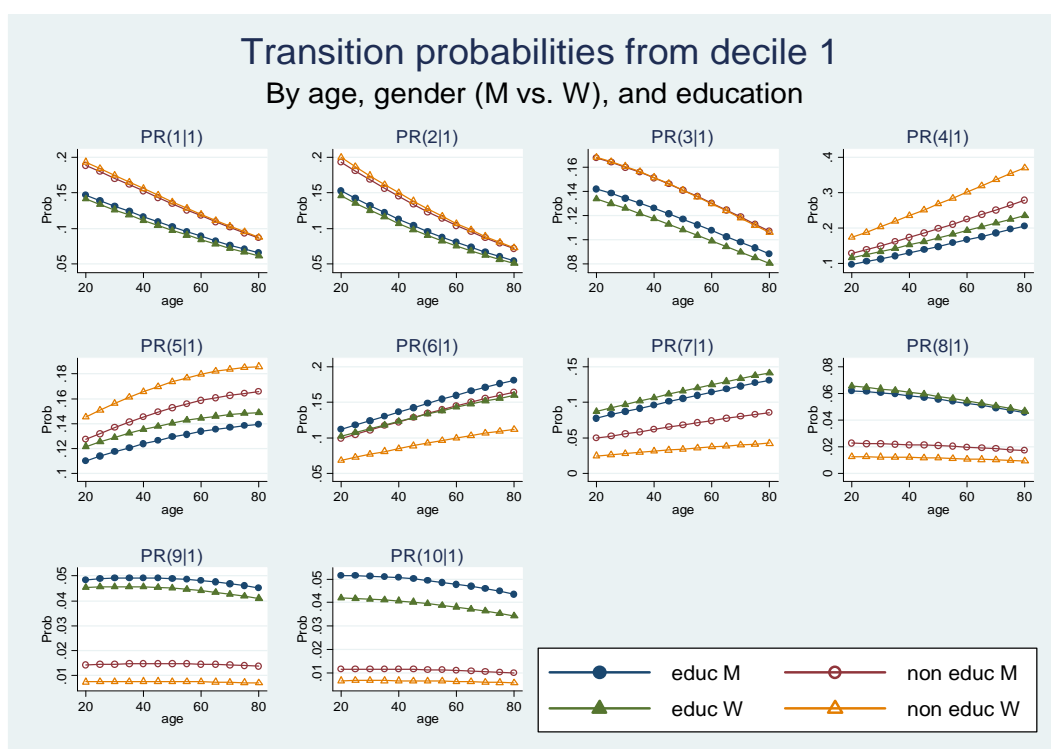 Transition probabilities from decile 1
By age, gender (M vs. W), and education
PR(1|1) PR(2|1) PR(3|1) PR(4|1)
Prob
.2 .15 .1 .05
20 40 60 80
age
.2 .15 .1 .05
20 40 60 80
age
Prob
.16 .14 .12 .1 .08
20 40 60 80
age
.4 .3 .2 .1
20 40 60 80
age
PR(5|1) PR(6|1) PR(7|1) PR(8|1)
Prob
.18 .16 .14 .12 .1
20 40 60 80
age
.2 .15 .1 .05
20 40 60 80
age
Prob
.15 .1 .05 0
20 40 60 80
age
.08 .06 .04 .02 0
20 40 60 80
age
PR(9|1) PR(10|1)
Prob
.05 .04 .03 .02 .01
20 40 60 80
age
Prob
.05 .04 .03 .02 .01
20 40 60 80
age
educ M non educ M
educ W non educ W